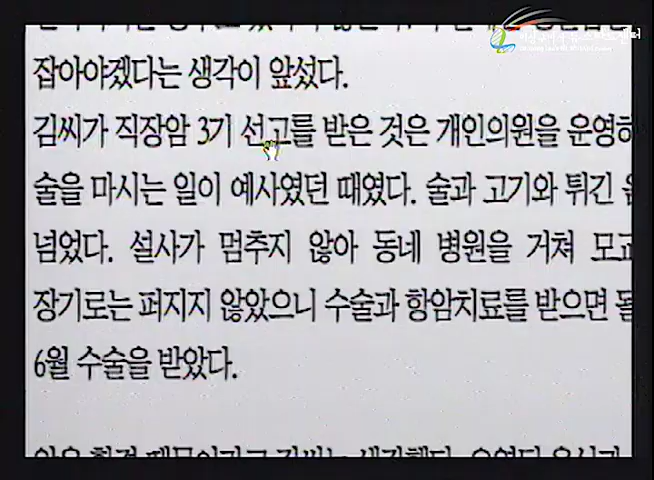 잡아야겠다는 생각이 앞섰다.
김씨가 직장암 3기 선고를 받은 것은 개인의원을 운영하
술을 마시는 일이 예사였던 때였다. 술과 고기와 튀긴 음
넘었다. 설사가 멈추지 않아 동네 병원을 거쳐 모교
장기로는 퍼지지 않았으니 수술과 항암치료를 받으면 될
6월 수술을 받았다.